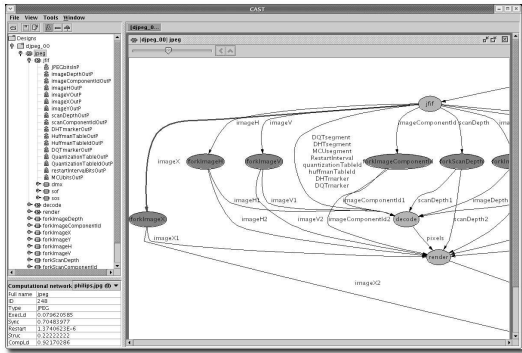 CAST
File View Tools Window
|djpeg_0...
Designs
djpeg_00
jpeg
jfif
JPEGbitsInP
imageDepthOutP
imageComponentIdOutP
imageHOutP
imageVOutP
imageXOutP
imageYOutP
scanDepthOutP
scanComponentIdOutP
DHTmarkerOutP
HuffmanTableOutP
HuffmanTableIdOutP
QuantizationTableOutP
QuantizationTableIdOutP
restartIntervalBitsOutP
MCUbitsOutP
dmx
sof
sos
decode
render
forkImageDepth
forkImageComponentId
forkImageX
forkImageY
forkImageH
forkImageV
forkScanDepth
forkScanComponentId
Computational network philips.jpg db
Full name jpeg
ID 248
Type JPEG
ExecLd 0.079620585
Sync 0.70483977
Restart 1.3740623E-6
Struc 0.22222222
CompLd 0.92170286
|djpeg_00| jpeg
jfif
imageH
imageV
imageComponentId
scanDepth
imageX
DQTsegment
DHTsegment
MCUsegment
RestartInterval
quantizationTableId
huffmanTableId
DHTmarker
DQTmarker
forkImageH
forkImageV
forkImageComponentId
forkScanDepth
imageH1
imageV1
imageComponentId1
scanDepth1
imageDepth
forkImageX
imageH2
imageV2
imageComponentId2
decode
scanDepth2
imageX1
pixels
render
imageX2